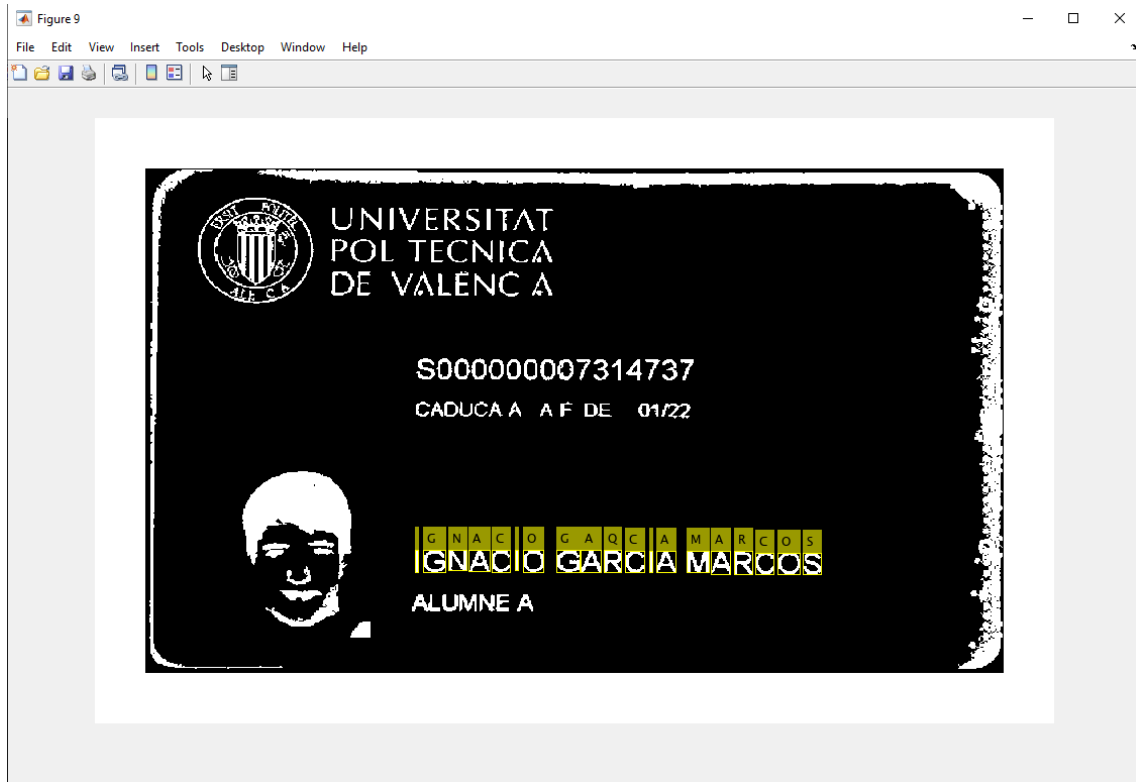 Figure 9
File Edit View Insert Tools Desktop Window Help
UNIVERSITAT
POL TECNICA
DE VALENC A
S000000007314737
CADUCA A A F DE 01/22
G N A C O G A Q C A M A R C O S
IGNACIO GARCIA MARCOS
ALUMNE A